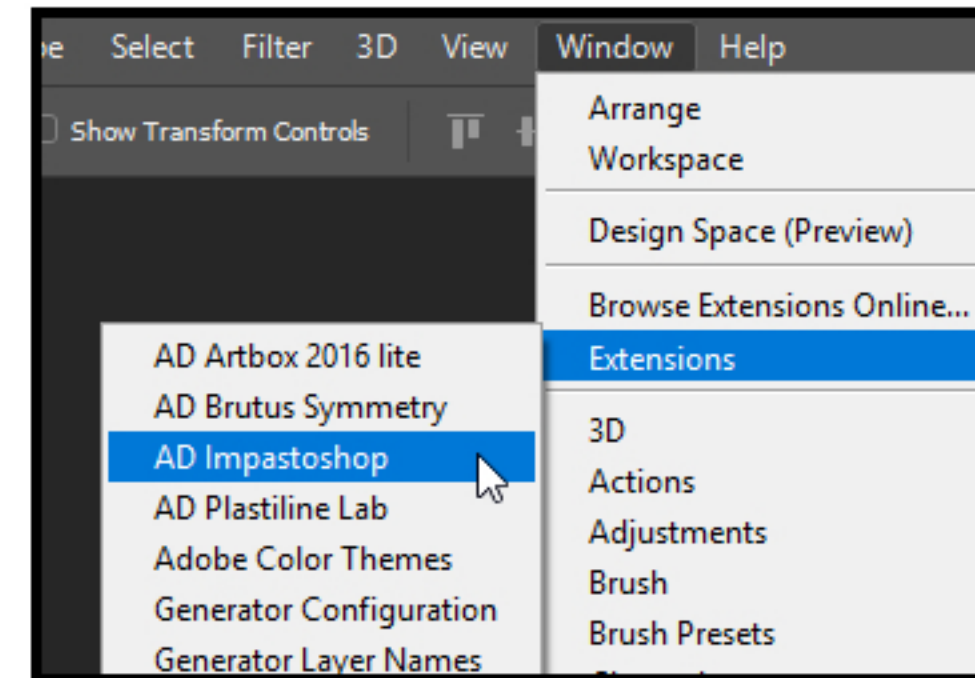 Select Filter 3D View Window Help
Show Transform Controls
Arrange
Workspace
Design Space (Preview)
Browse Extensions Online...
Extensions
3D
Actions
Adjustments
Brush
Brush Presets
AD Artbox 2016 lite
AD Brutus Symmetry
AD Impastoshop
AD Plastiline Lab
Adobe Color Themes
Generator Configuration
Generator Layer Names